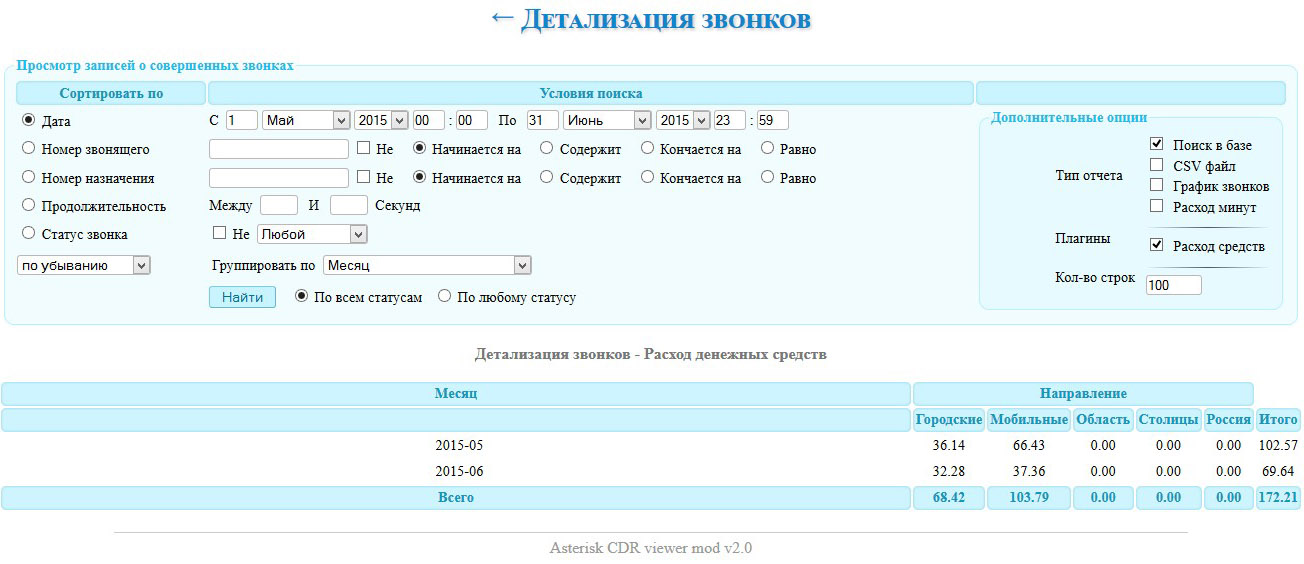 ← Детализация звонков
Просмотр записей о совершенных звонках
Сортировать по Условия поиска
Дата С 1 Май 2015 00 : 00 По 31 Июнь 2015 23 : 59
Дополнительные опции
Номер звонящего Не Начинается на Содержит Кончается на Равно
Номер назначения Не Начинается на Содержит Кончается на Равно
Продолжительность Между И Секунд
Статус звонка Не Любой
по убыванию Группировать по Месяц
Найти По всем статусам По любому статусу
Тип отчета
Поиск в базе
CSV файл
График звонков
Расход минут
Плагины Расход средств
Кол-во строк 100
Детализация звонков - Расход денежных средств
Месяц Направление
Городские Мобильные Область Столицы Россия Итого
2015-05 36.14 66.43 0.00 0.00 0.00 102.57
2015-06 32.28 37.36 0.00 0.00 0.00 69.64
Всего 68.42 103.79 0.00 0.00 0.00 172.21
Asterisk CDR viewer mod v2.0